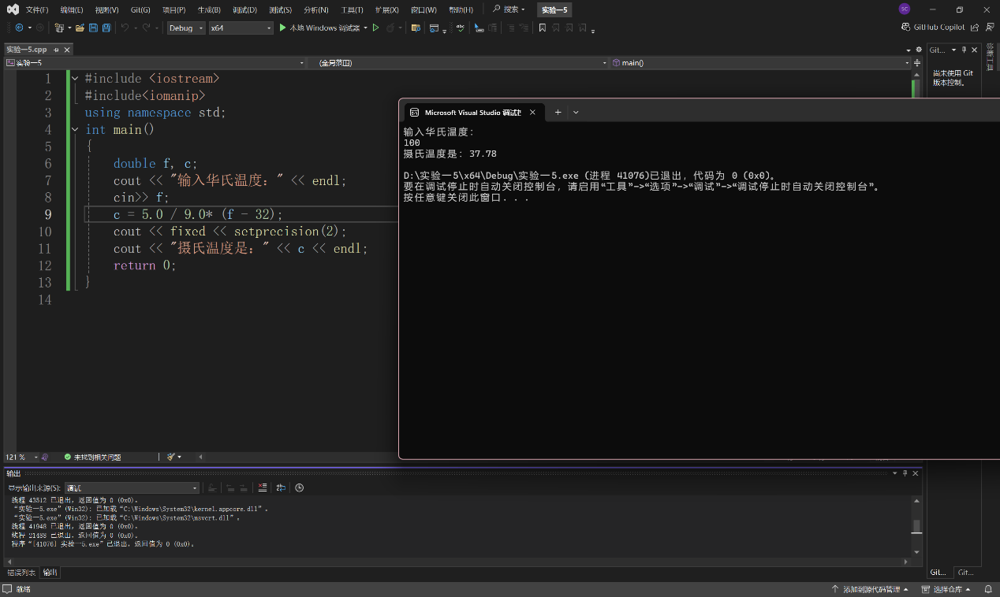 文件(F) 编辑(E) 视图(V) Git(G) 项目(P) 生成(B) 调试(D) 测试(S) 分析(N) 工具(T) 扩展(X) 窗口(W) 帮助(H) 搜索 实验一5 SC
Debug x64 本地 Windows 调试器 GitHub Copilot
实验一5.cpp
实验一5 (全局范围) main()
Git...
尚未使用 Git
版本控制。
诊断工具
1 #include <iostream>
2 #include<iomanip>
3 using namespace std;
4 int main()
5 {
6 double f, c;
7 cout << "输入华氏温度：" << endl;
8 cin>> f;
9 c = 5.0 / 9.0* (f - 32);
10 cout << fixed << setprecision(2);
11 cout << "摄氏温度是：" << c << endl;
12 return 0;
13 }
14
Microsoft Visual Studio 调试
输入华氏温度：
100
摄氏温度是：37.78
D:\实验一5\x64\Debug\实验一5.exe (进程 41076)已退出，代码为 0 (0x0)。
要在调试停止时自动关闭控制台，请启用“工具”->“选项”->“调试”->“调试停止时自动关闭控制台”。
按任意键关闭此窗口. . .
121 % 未找到相关问题
输出
显示输出来源(S): 调试
线程 43512 已退出，返回值为 0 (0x0)。
“实验一5.exe”(Win32): 已加载“C:\Windows\System32\kernel.appcore.dll”。
“实验一5.exe”(Win32): 已加载“C:\Windows\System32\msvcrt.dll”。
线程 41948 已退出，返回值为 0 (0x0)。
线程 21488 已退出，返回值为 0 (0x0)。
程序“[41076] 实验一5.exe”已退出，返回值为 0 (0x0)。
错误列表 输出 Git... Git...
就绪 添加到源代码管理 选择仓库